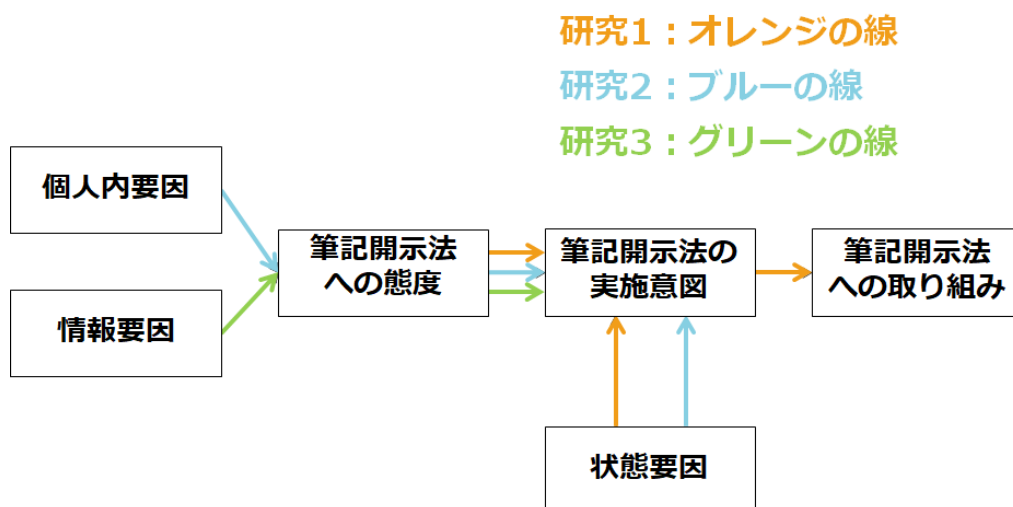 研究1：オレンジの線
研究2：ブルーの線
研究3：グリーンの線
個人内要因
情報要因
筆記開示法
への態度
筆記開示法の
実施意図
筆記開示法
への取り組み
状態要因